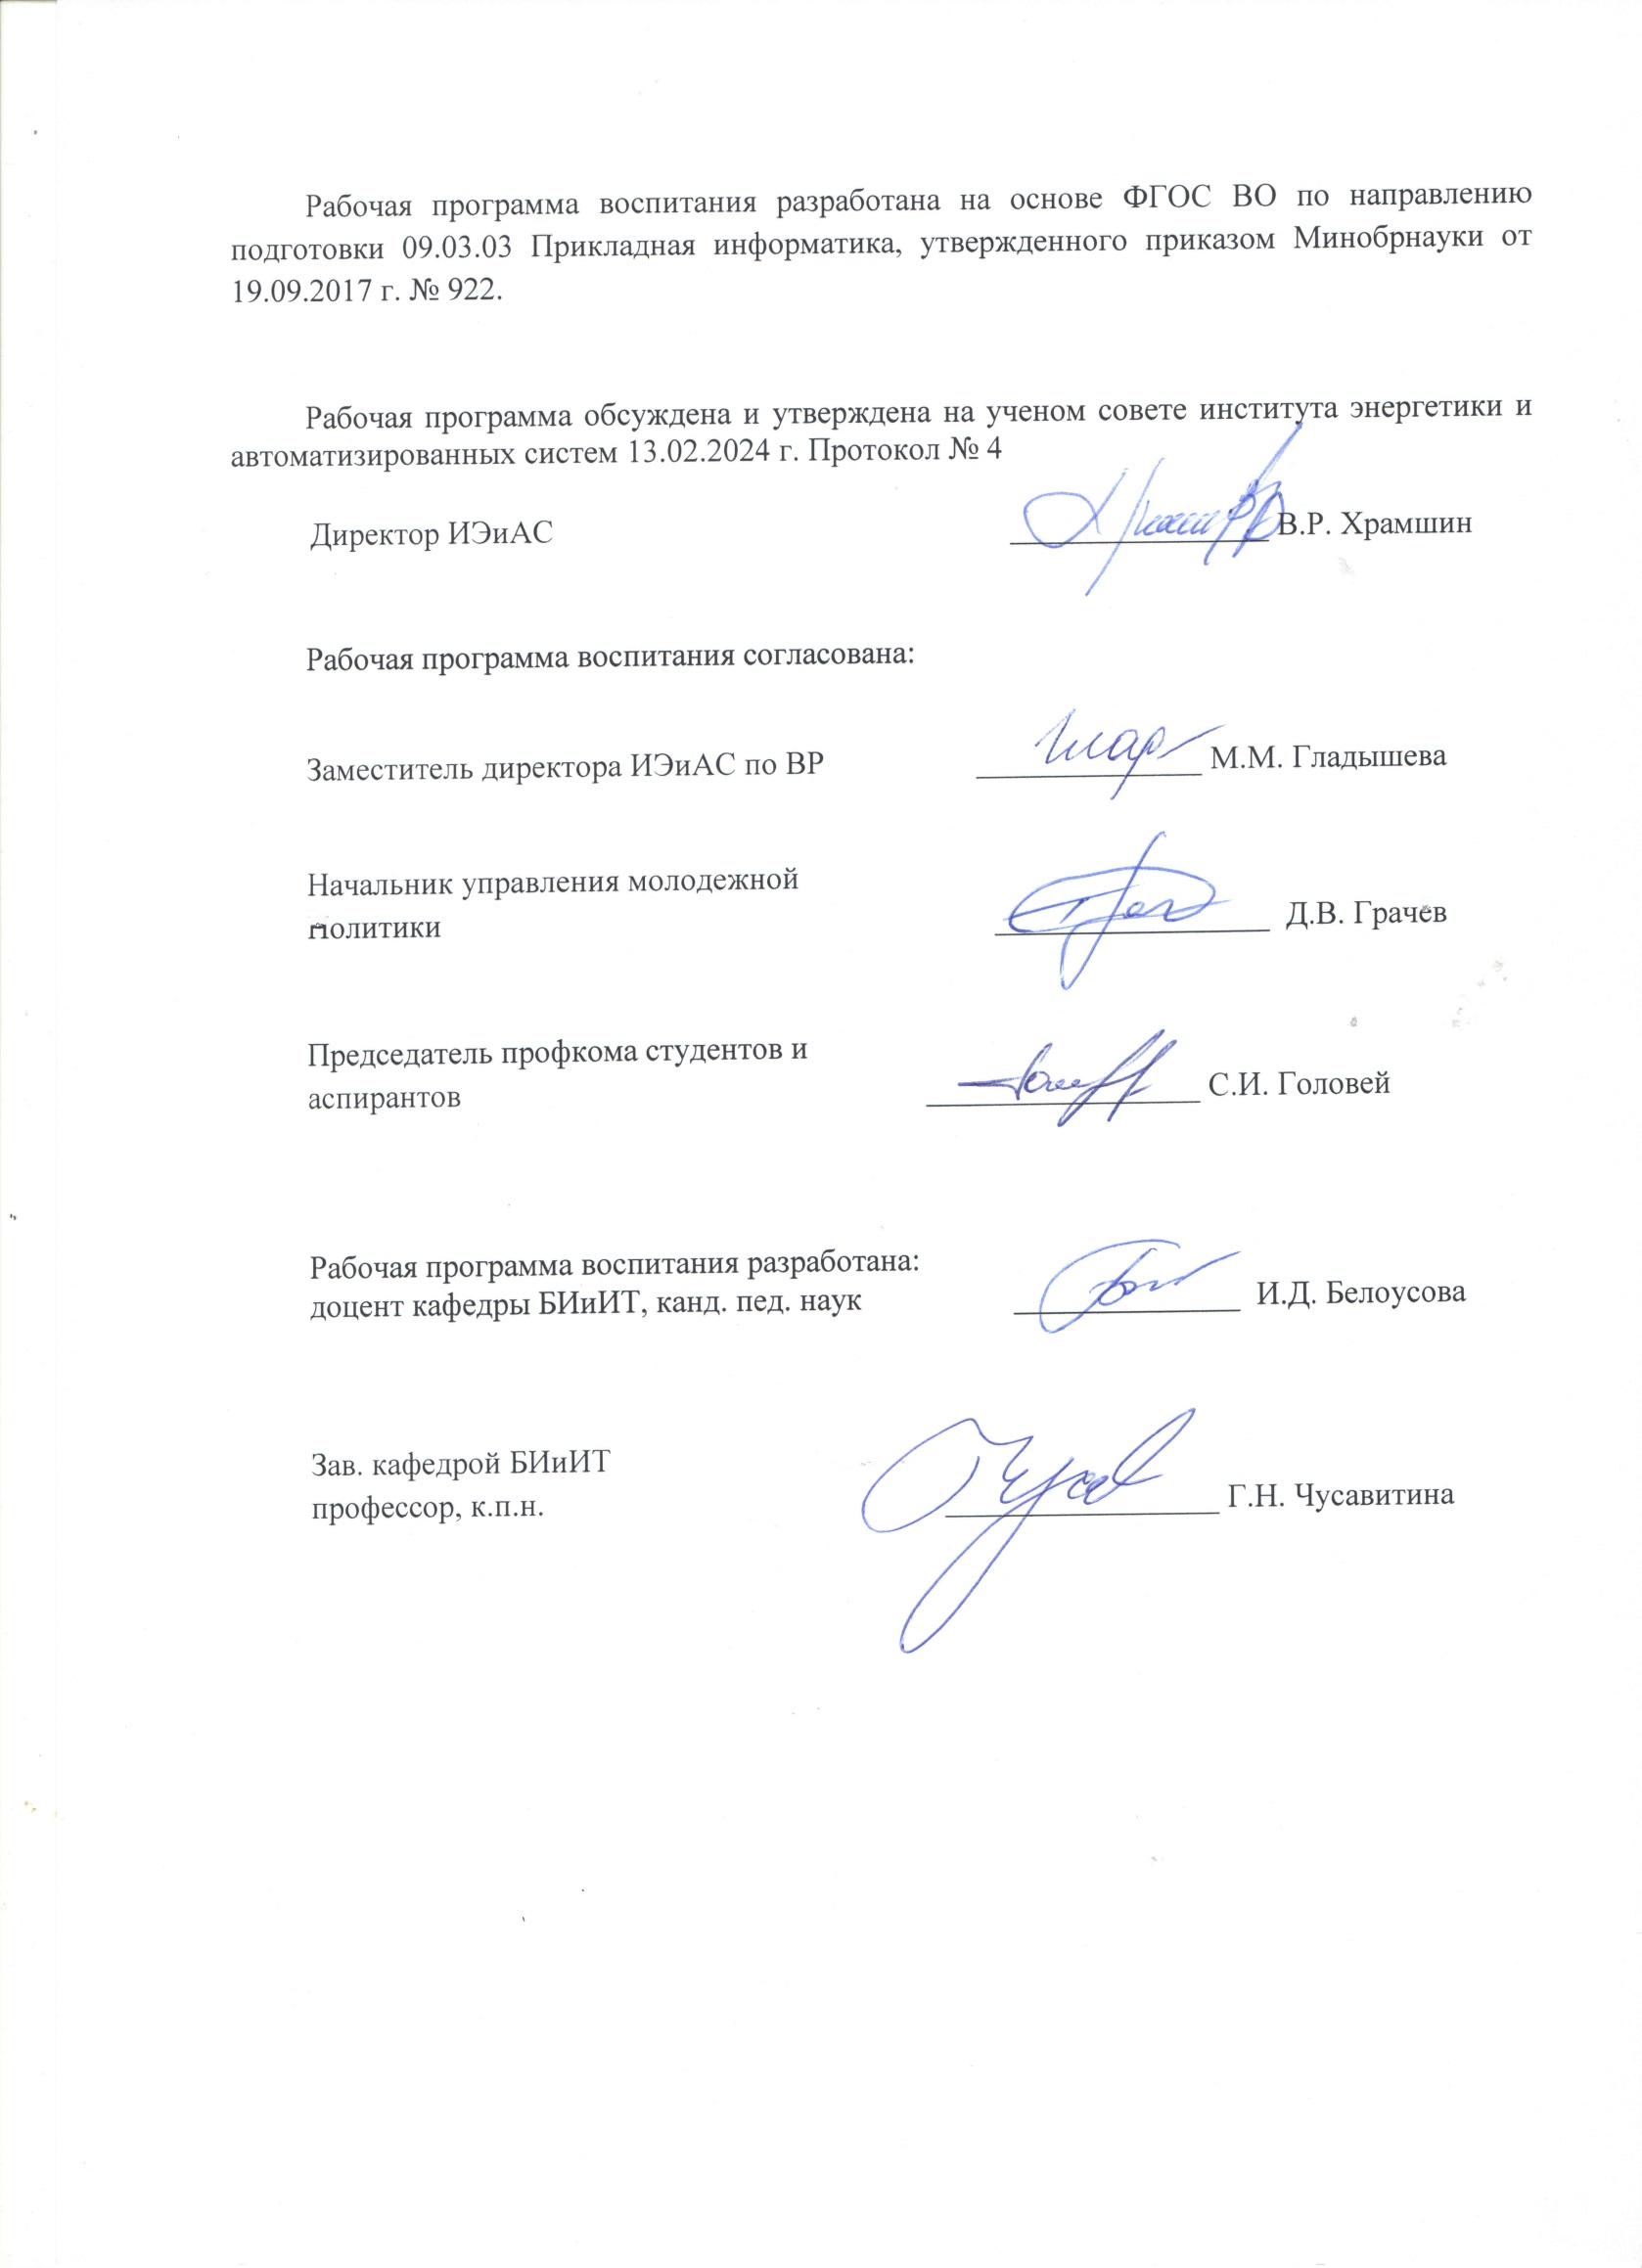 Рабочая программа воспитания разработана на основе ФГОС ВО по направлению
подготовки 09.03.03 Прикладная информатика, утвержденного приказом Минобрнауки от
19.09.2017 г. № 922.
Рабочая программа обсуждена и утверждена на ученом совете института энергетики и
автоматизированных систем 13.02.2024 г. Протокол № 4
Директор ИЭиАС В.Р. Храмшин
Рабочая программа воспитания согласована:
Заместитель директора ИЭиАС по ВР М.М. Гладышева
Начальник управления молодежной
политики Д.В. Грачев
Председатель профкома студентов и
аспирантов С.И. Головей
Рабочая программа воспитания разработана:
доцент кафедры БИиИТ, канд. пед. наук И.Д. Белоусова
Зав. кафедрой БИиИТ
профессор, к.п.н. Г.Н. Чусавитина